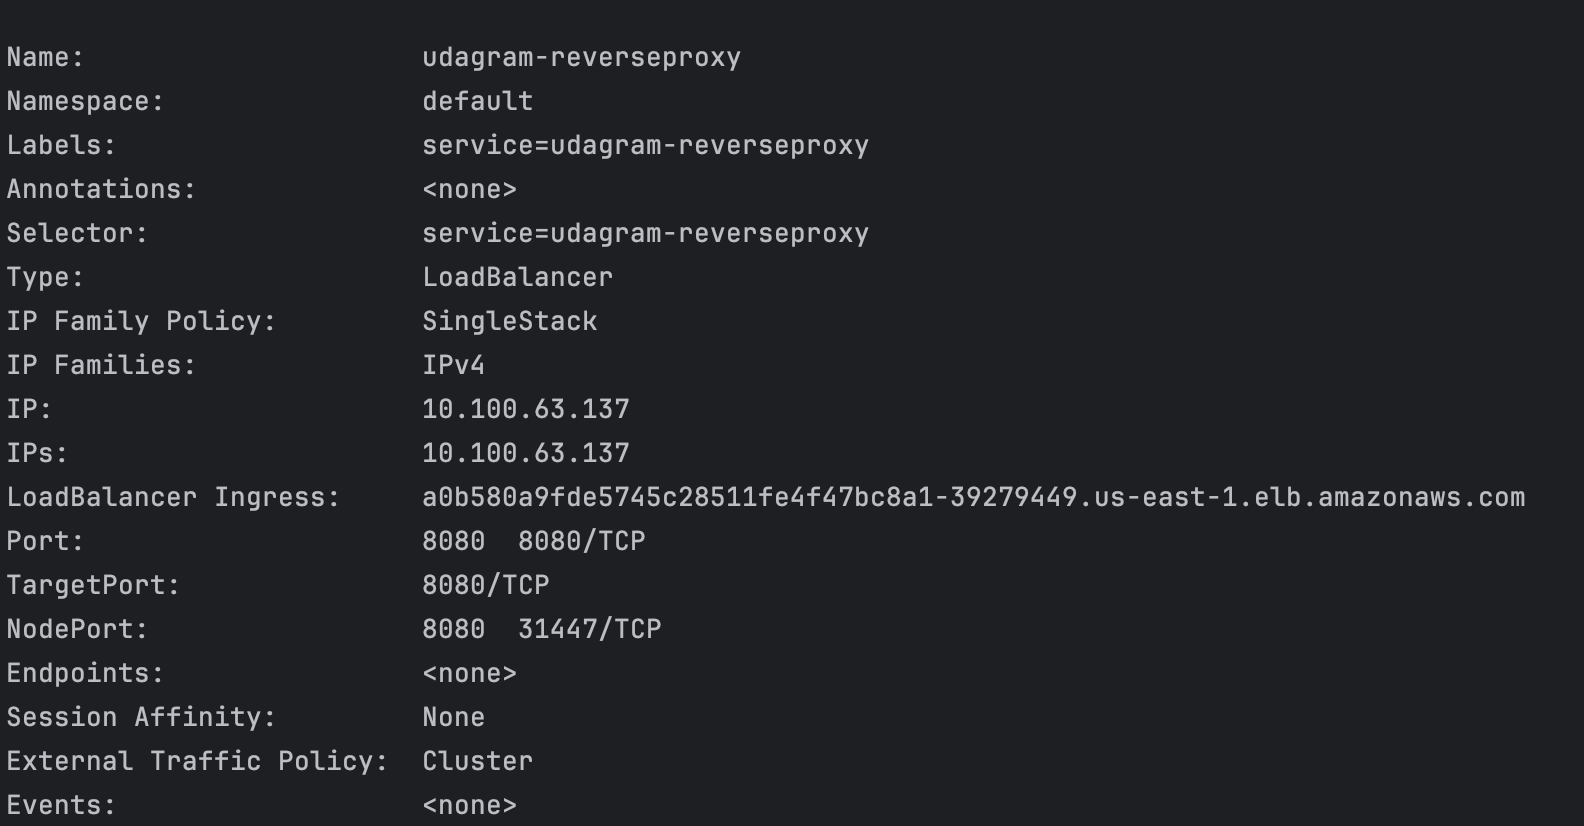 Name:                     udagram-reverseproxy
Namespace:                default
Labels:                   service=udagram-reverseproxy
Annotations:              <none>
Selector:                 service=udagram-reverseproxy
Type:                     LoadBalancer
IP Family Policy:         SingleStack
IP Families:              IPv4
IP:                       10.100.63.137
IPs:                      10.100.63.137
LoadBalancer Ingress:     a0b580a9fde5745c28511fe4f47bc8a1-39279449.us-east-1.elb.amazonaws.com
Port:                     8080  8080/TCP
TargetPort:               8080/TCP
NodePort:                 8080  31447/TCP
Endpoints:                <none>
Session Affinity:         None
External Traffic Policy:  Cluster
Events:                   <none>